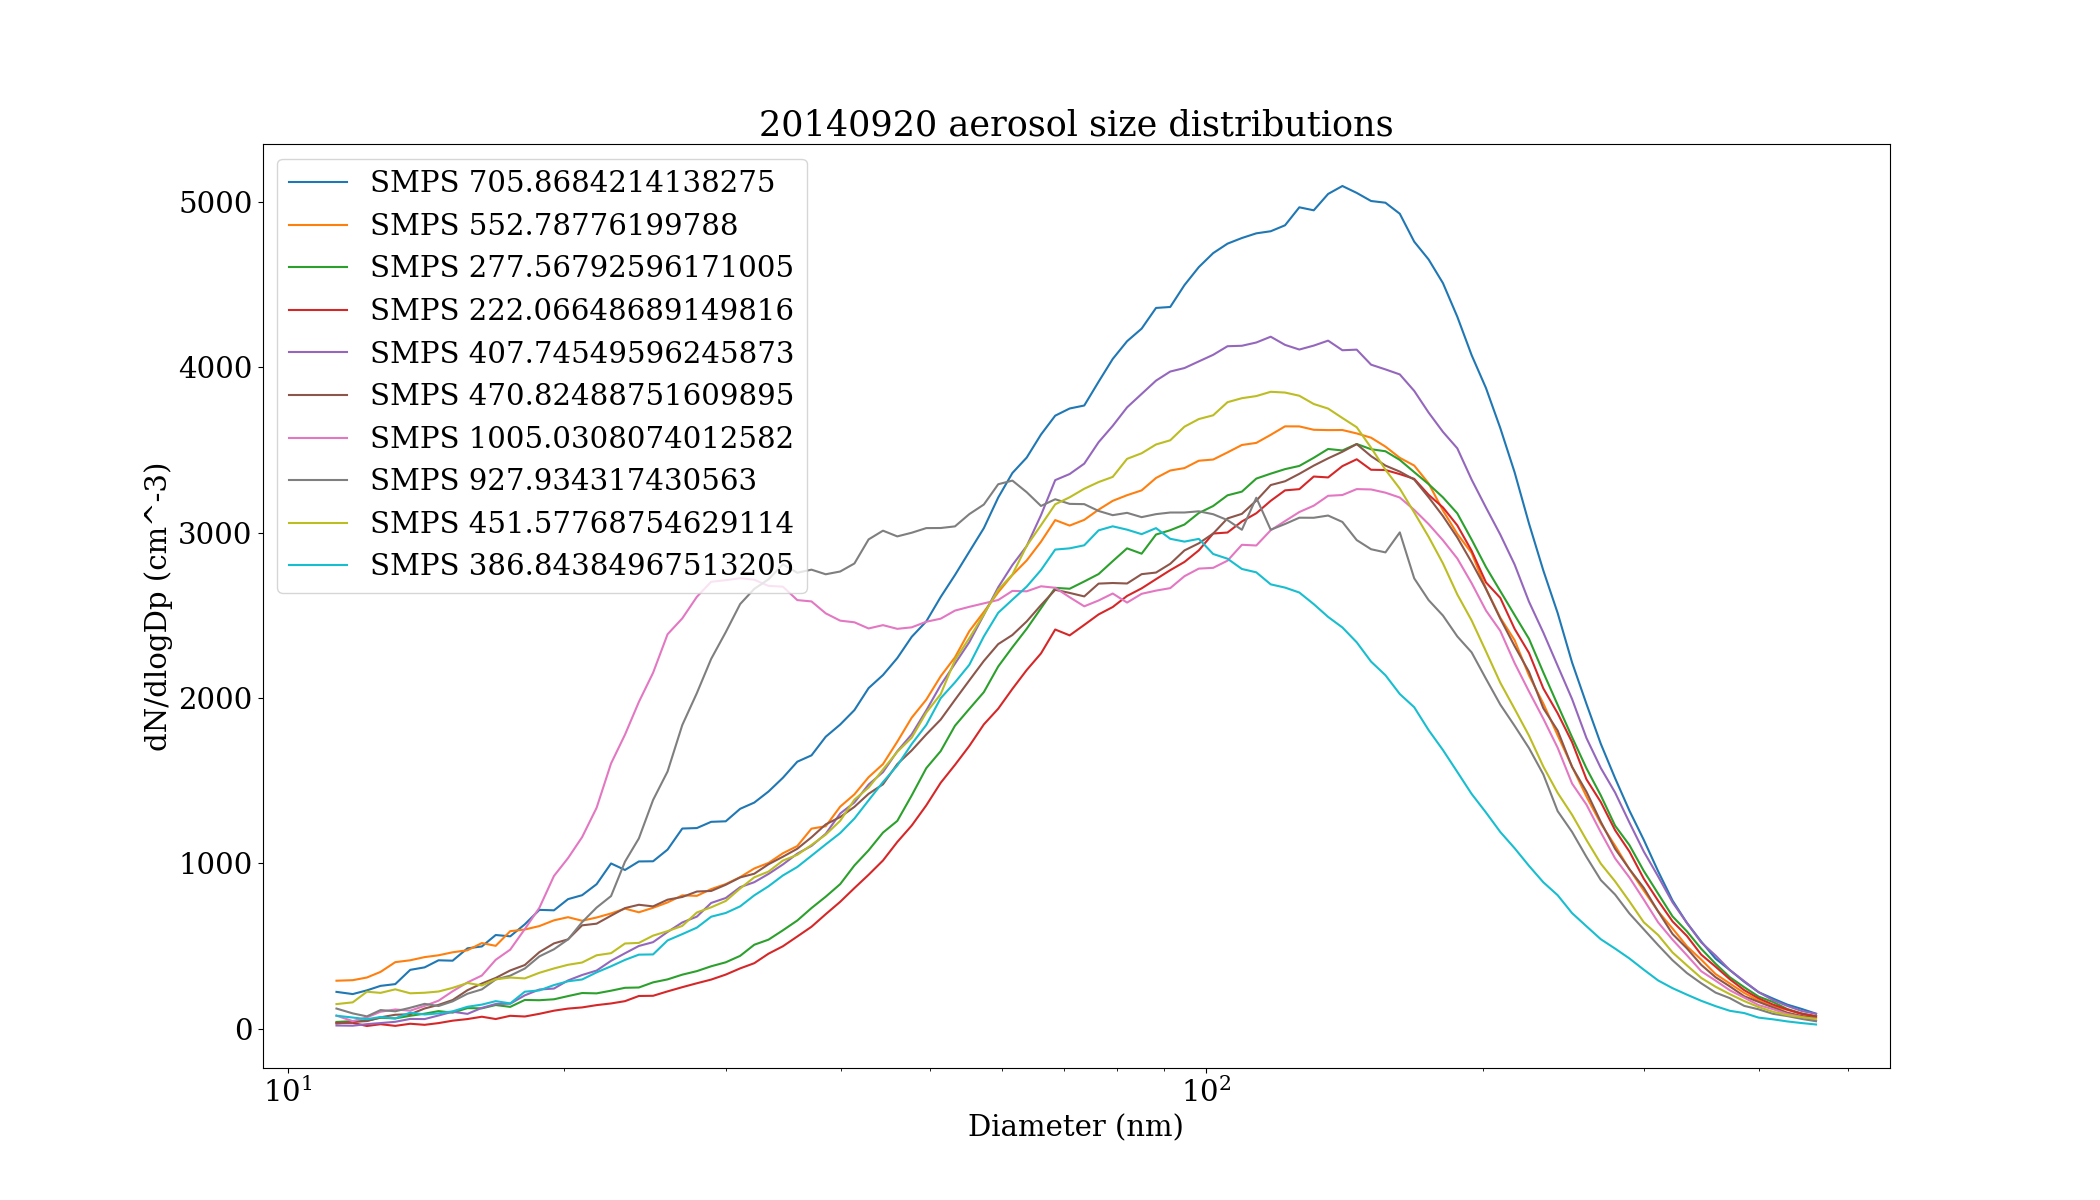 20140920 aerosol size distributions
SMPS 705.8684214138275
SMPS 552.78776199788
SMPS 277.56792596171005
SMPS 222.06648689149816
SMPS 407.74549596245873
SMPS 470.82488751609895
SMPS 1005.0308074012582
SMPS 927.934317430563
SMPS 451.57768754629114
SMPS 386.84384967513205
5000
4000
3000
2000
1000
0
dN/dlogDp (cm^-3)
10¹ 10²
Diameter (nm)